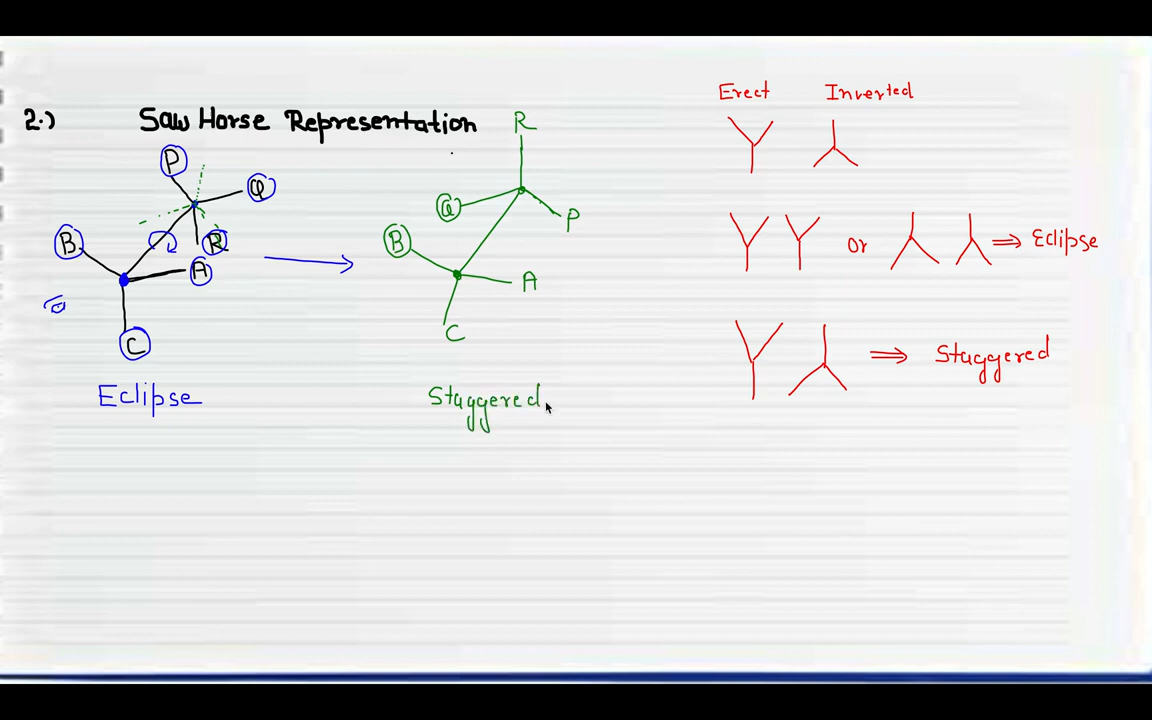 2.) Saw Horse Representation
P
Q
B
R
A
C
Eclipse
R
Q
P
B
A
C
Staggered
Erect Inverted
Or ⇒ Eclipse
⇒ Staggered